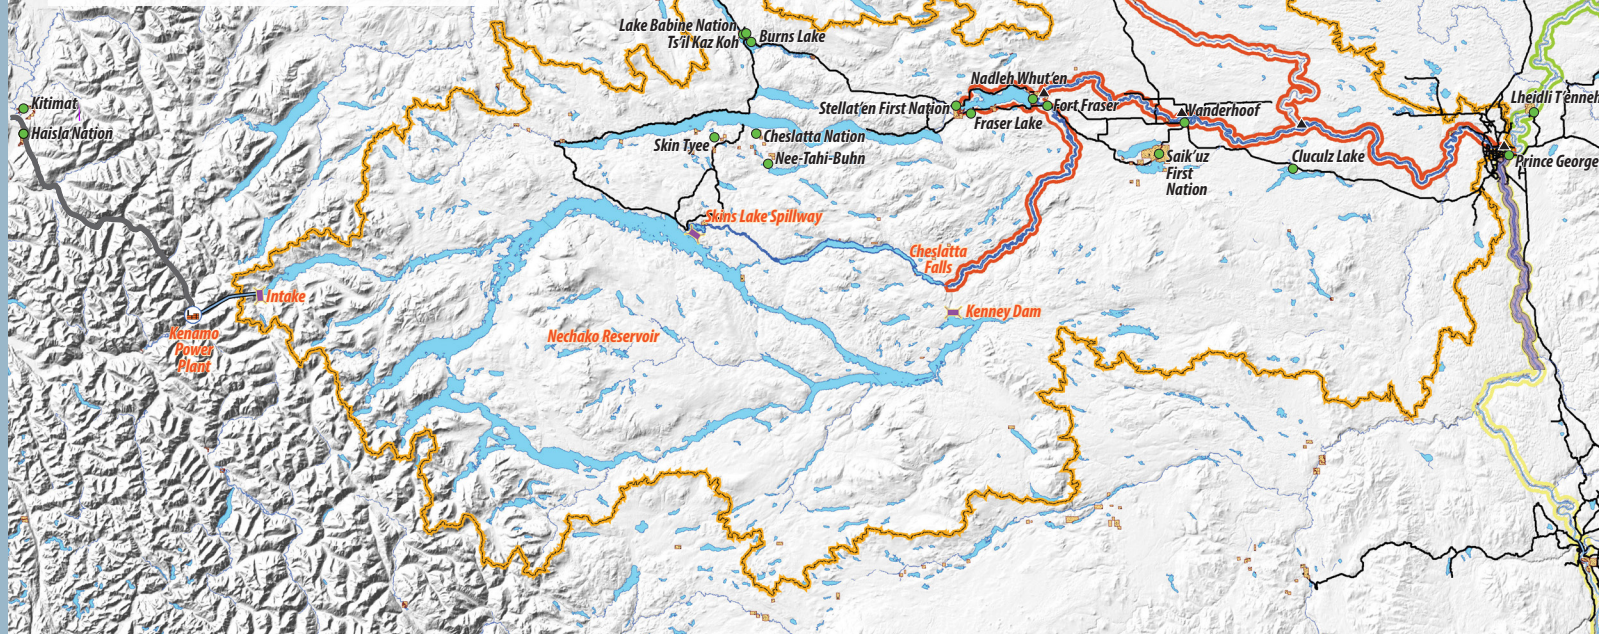 Lake Babine Nation
Ts'il Kaz Koh
Burns Lake
Nadleh Whut'en
Kitimat
Stellat'en First Nation
Fort Fraser
Vanderhoof
Lheidli T'enneh
Haisla Nation
Fraser Lake
Cheslatta Nation
Skin Tyee
Nee-Tahi-Buhn
Saik'uz
First
Nation
Cluculz Lake
Prince George
Skins Lake Spillway
Cheslatta
Falls
Intake
Kenney Dam
Kenamo
Power
Plant
Nechako Reservoir